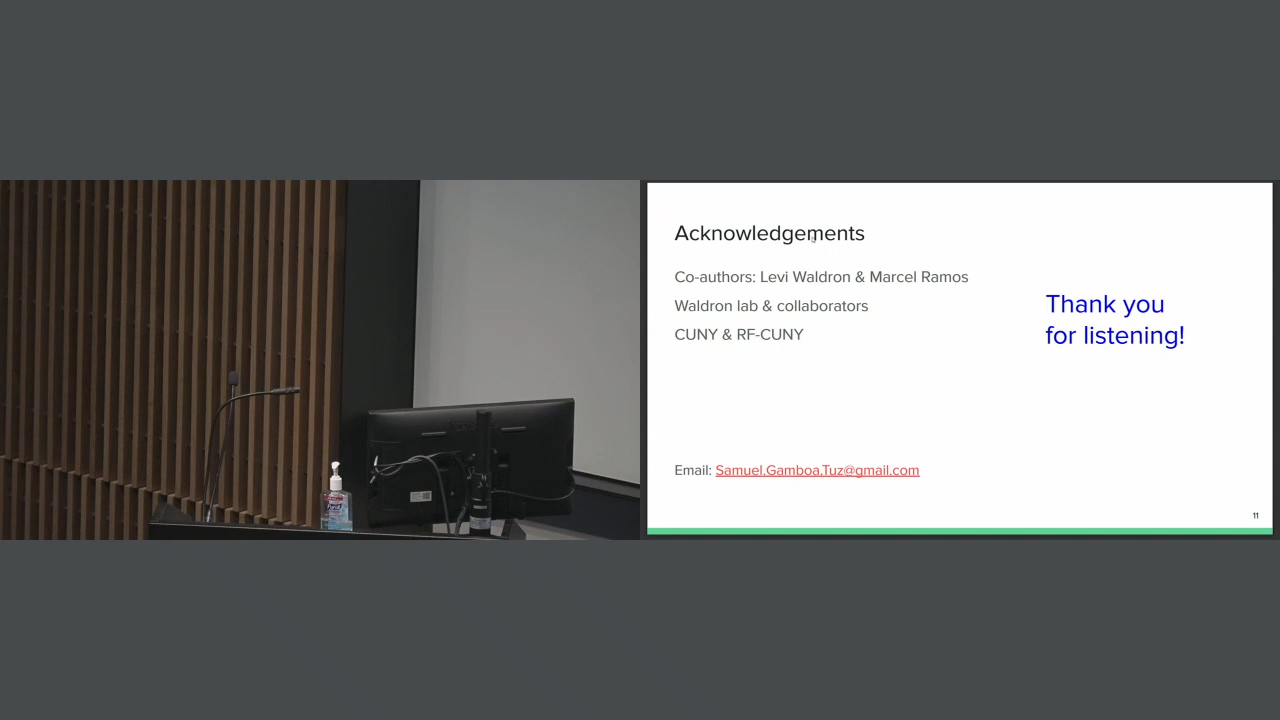 Acknowledgements
Co-authors: Levi Waldron & Marcel Ramos
Waldron lab & collaborators
CUNY & RF-CUNY
Thank you
for listening!
Email: Samuel.Gamboa.Tuz@gmail.com
11